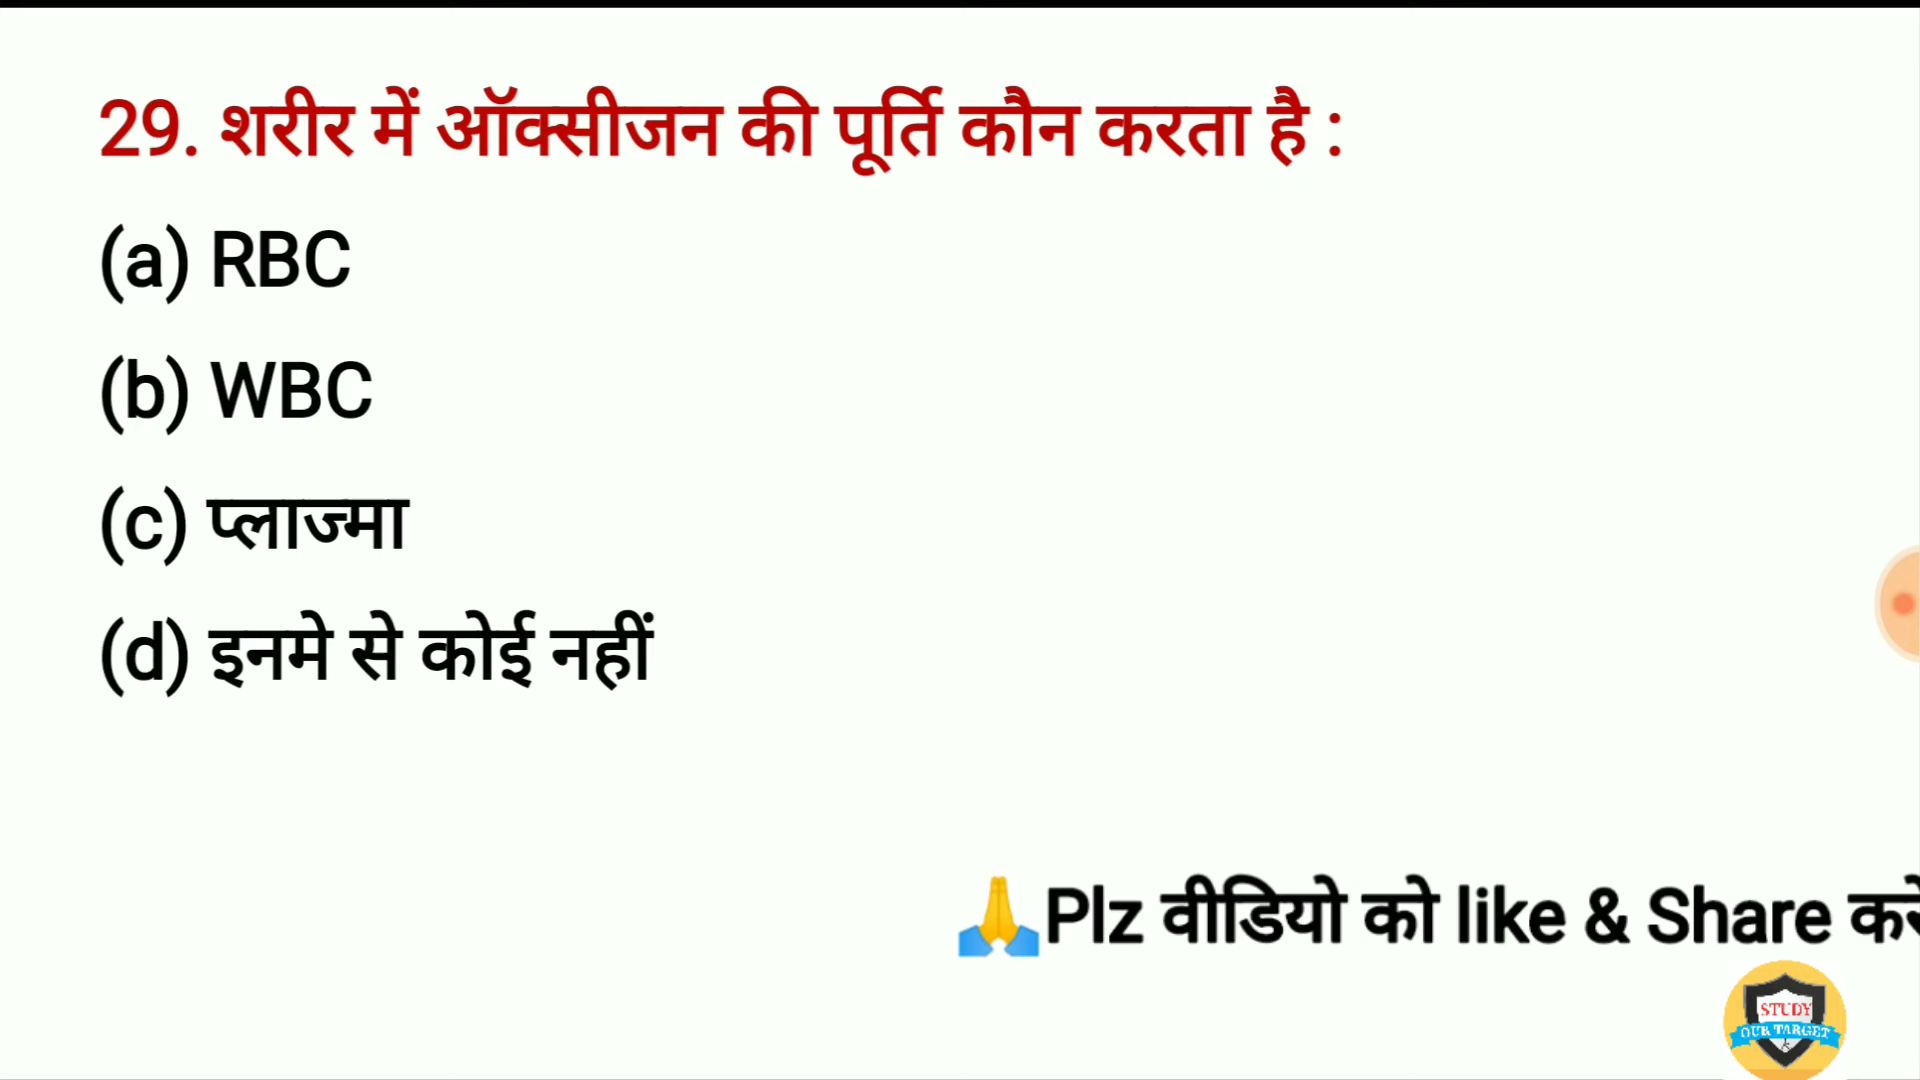 29. शरीर में ऑक्सीजन की पूर्ति कौन करता है :
(a) RBC
(b) WBC
(c) प्लाज्मा
(d) इनमे से कोई नहीं
🙏Plz वीडियो को like & Share करे
STUDY
OUR TARGET